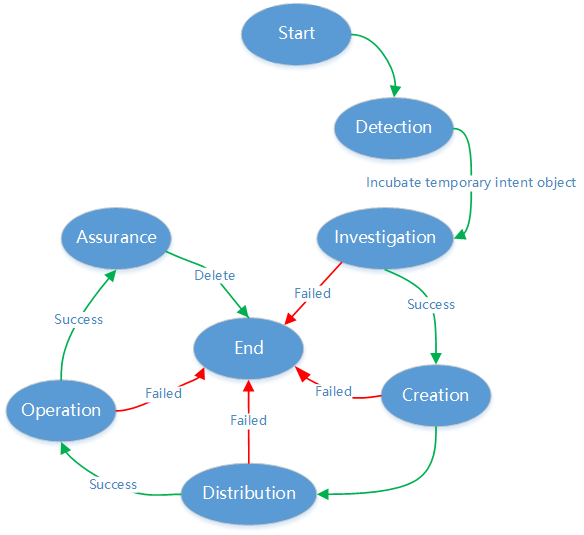 Start
Detection
Incubate temporary intent object
Assurance
Investigation
Delete
Failed
Success
Success
End
Failed
Failed
Creation
Operation
Failed
Success
Distribution